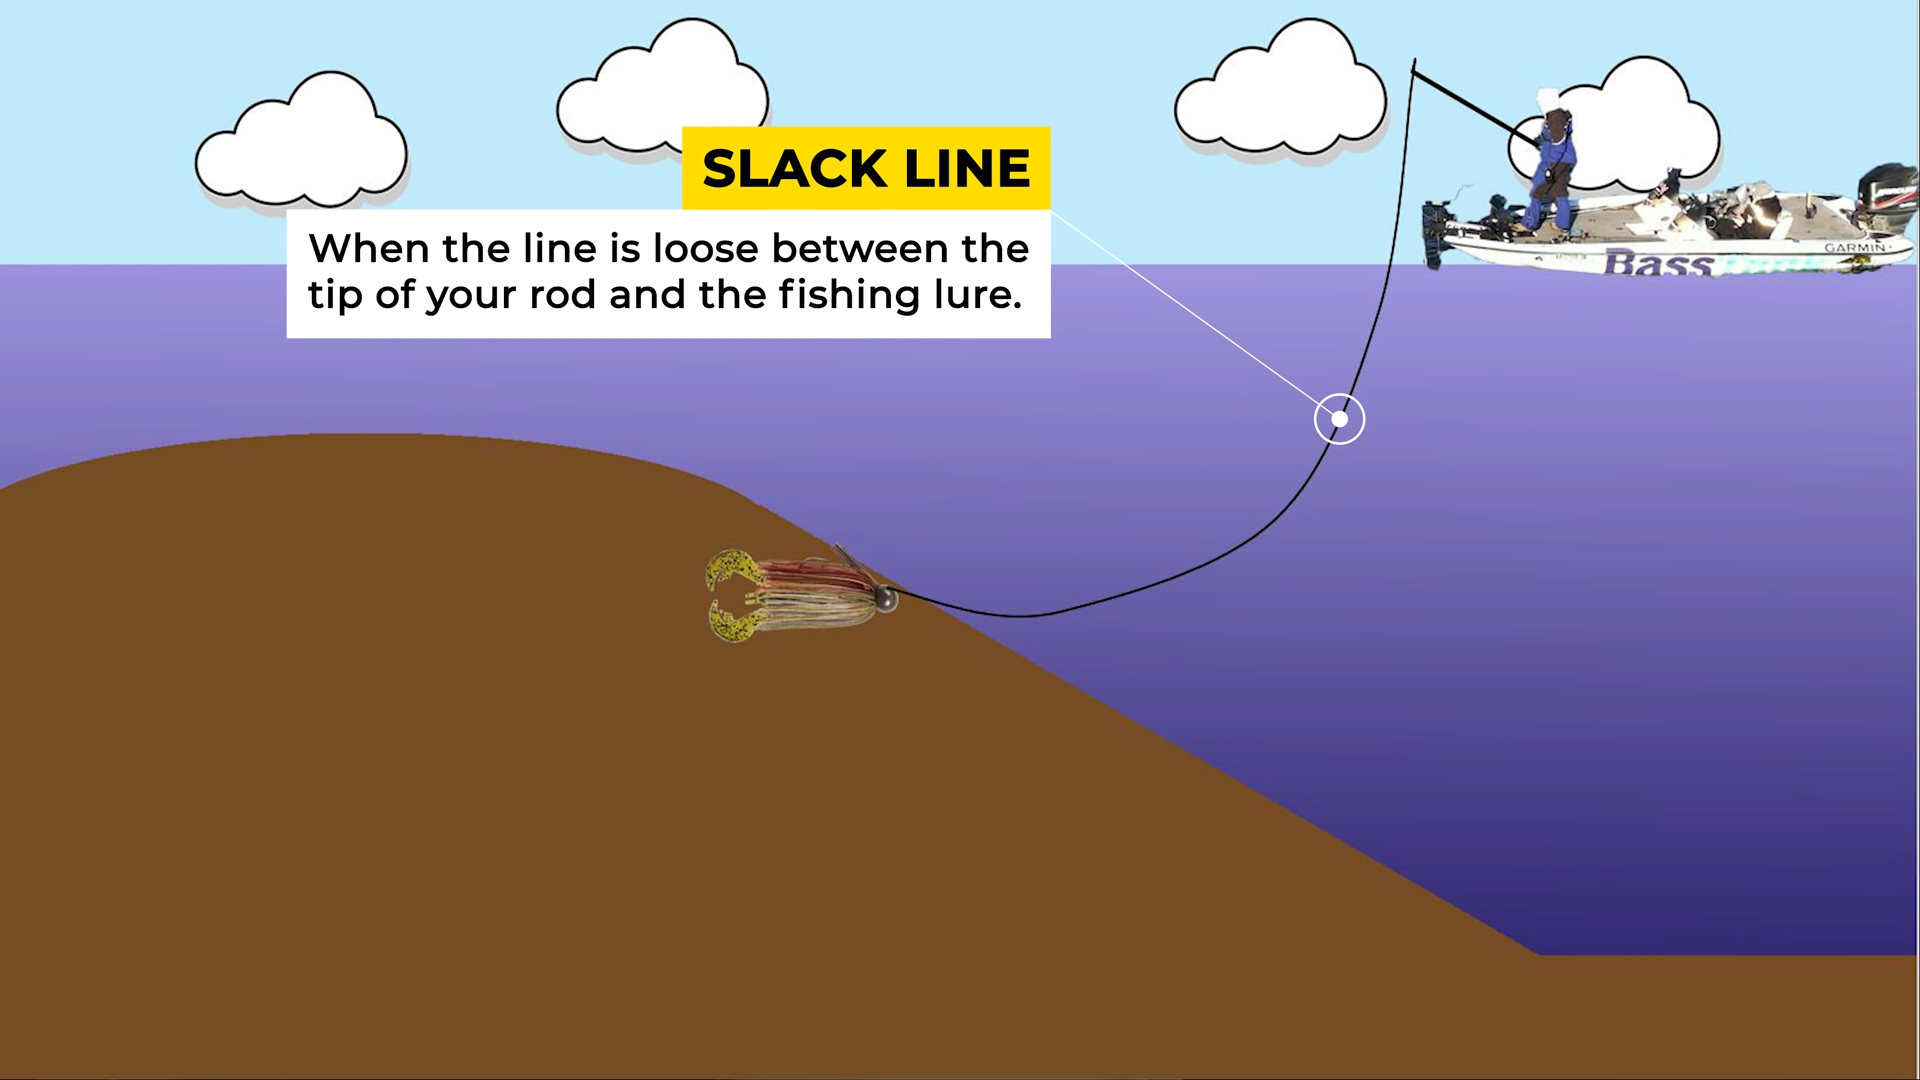 SLACK LINE
When the line is loose between the
tip of your rod and the fishing lure.
GARMIN
Bass